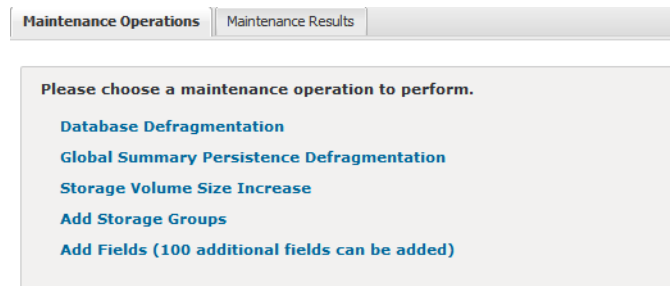 Maintenance Operations Maintenance Results
Please choose a maintenance operation to perform.
Database Defragmentation
Global Summary Persistence Defragmentation
Storage Volume Size Increase
Add Storage Groups
Add Fields (100 additional fields can be added)